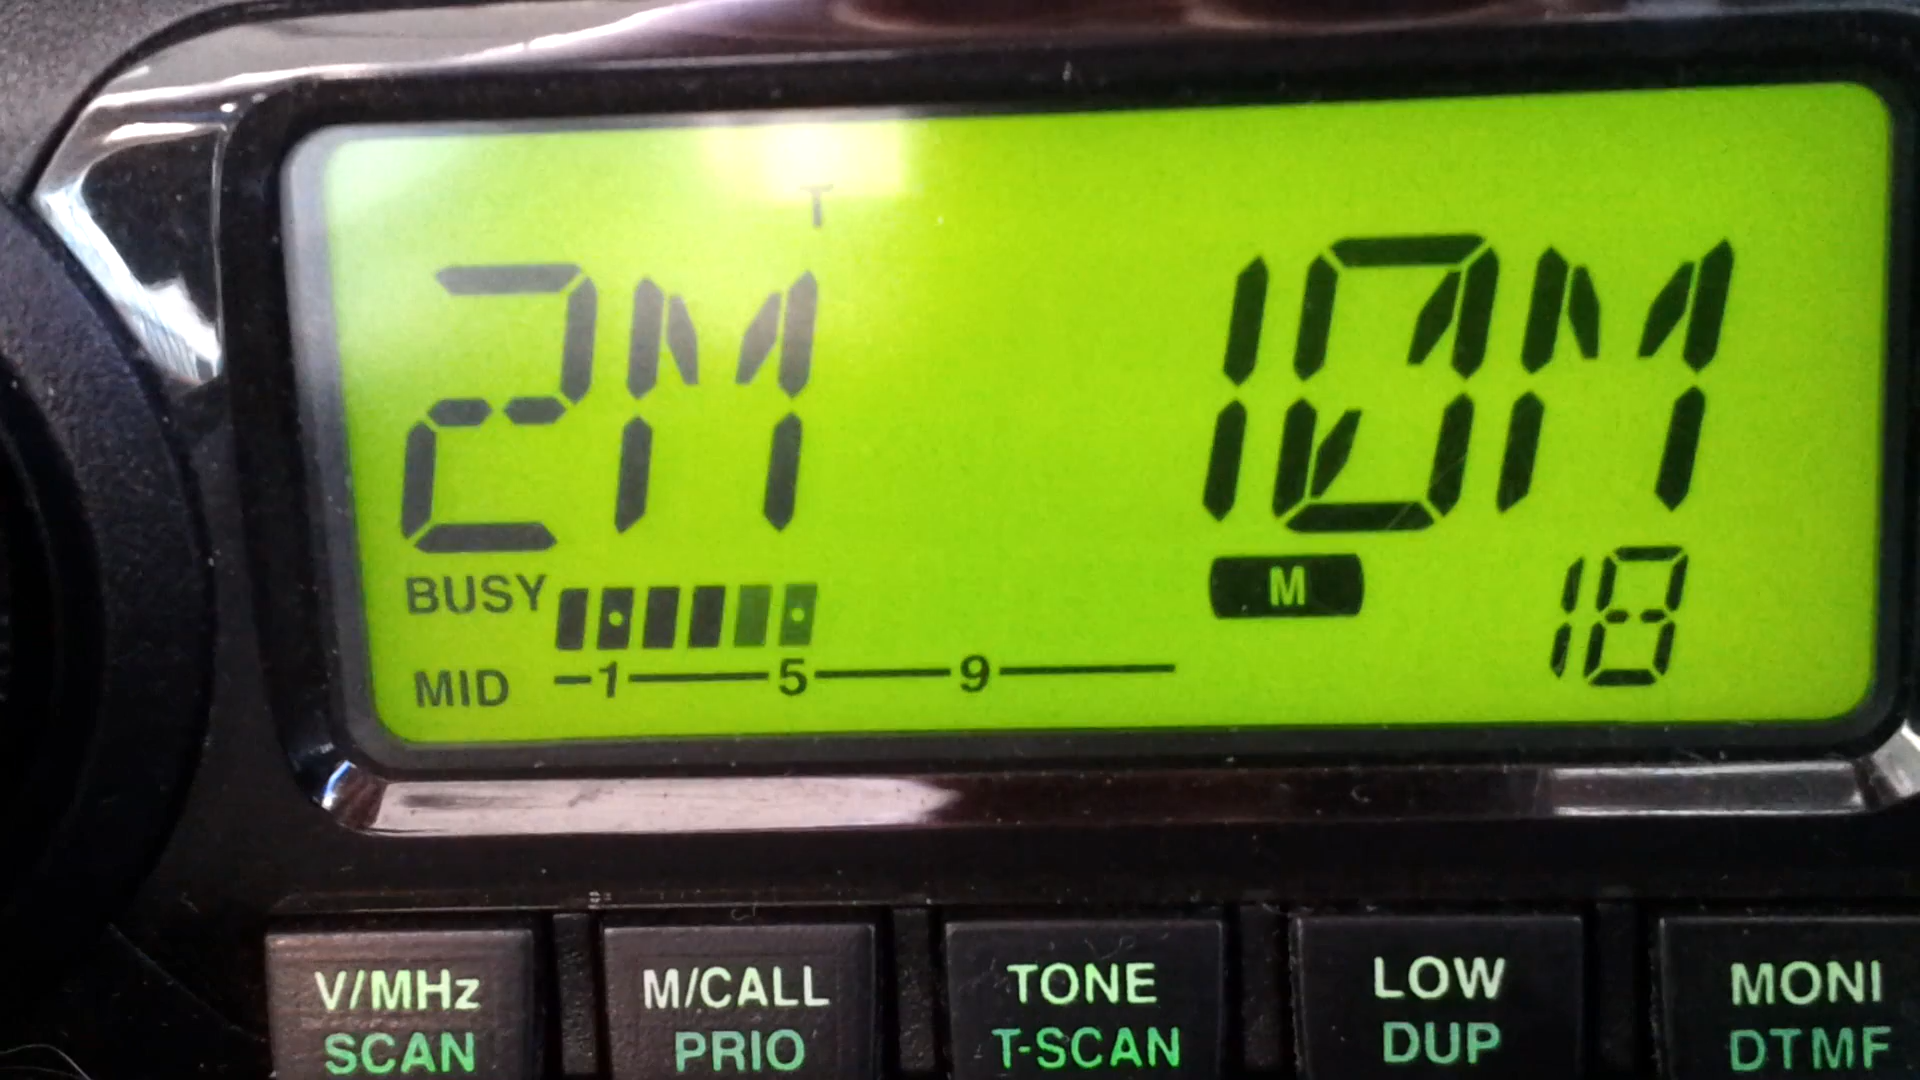 T
2M 10M
BUSY M 18
MID 1 5 9
V/MHz M/CALL TONE LOW MONI
SCAN PRIO T-SCAN DUP DTMF